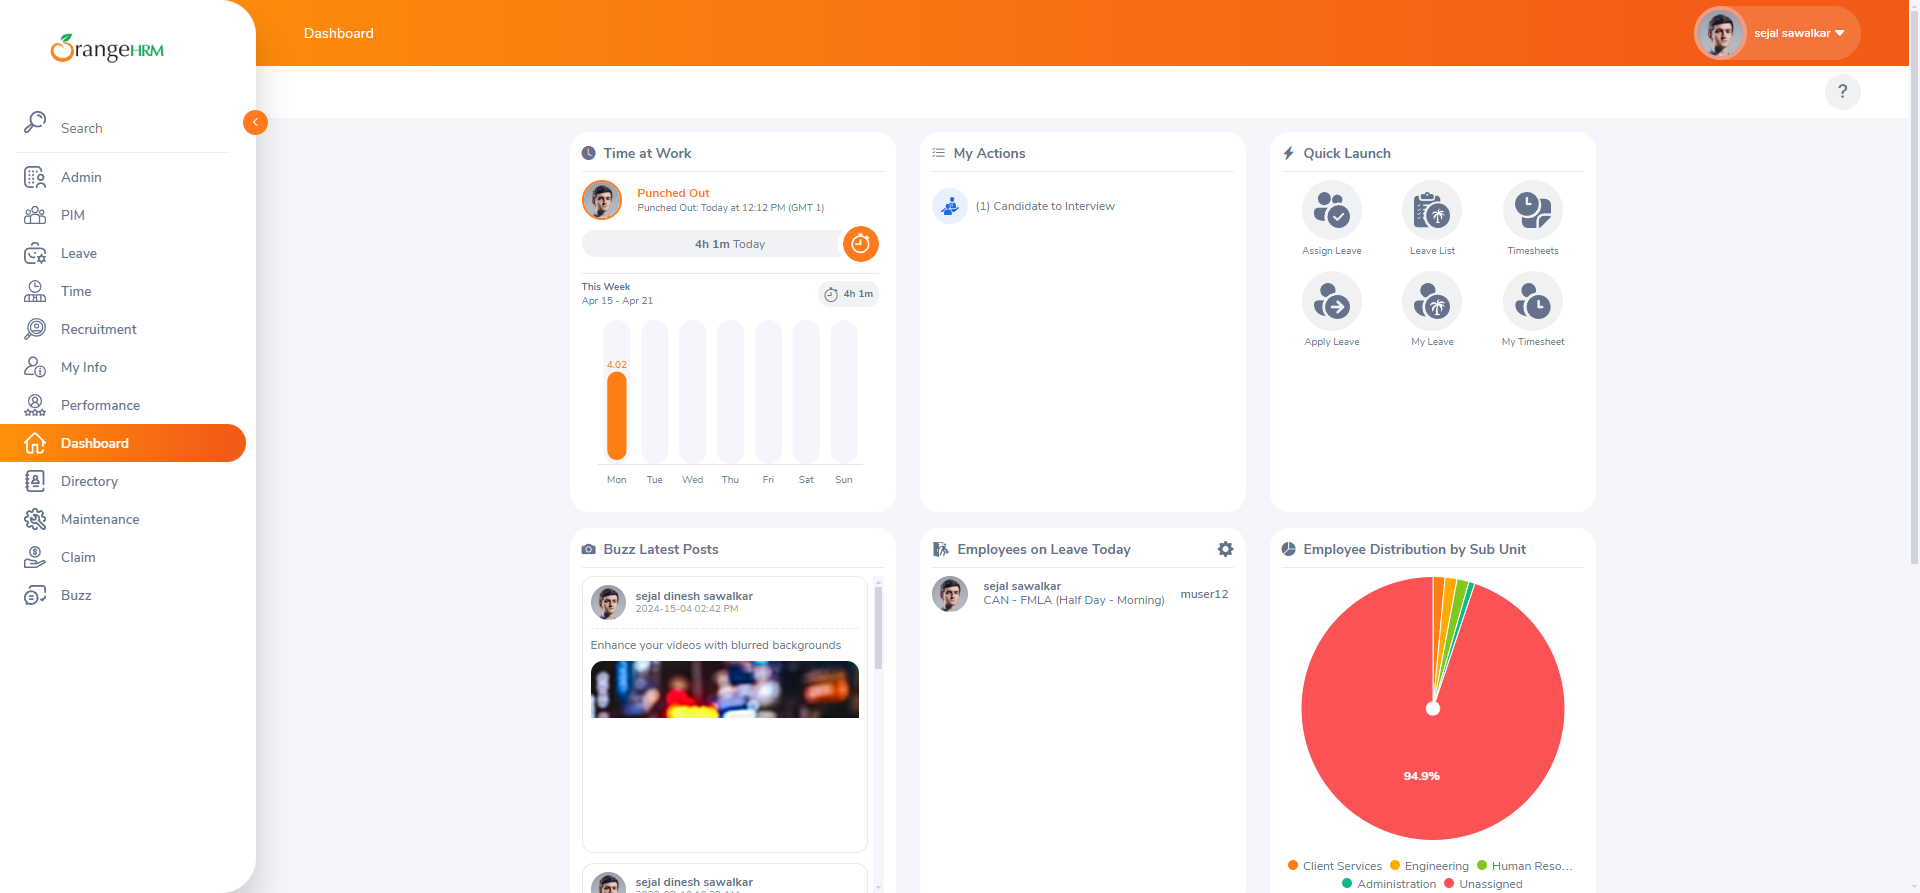 OrangeHRM
Dashboard
sejal sawalkar
?
Search
Admin
PIM
Leave
Time
Recruitment
My Info
Performance
Dashboard
Directory
Maintenance
Claim
Buzz
Time at Work
Punched Out
Punched Out: Today at 12:12 PM (GMT 1)
4h 1m Today
This Week
Apr 15 - Apr 21
4h 1m
4.02
Mon Tue Wed Thu Fri Sat Sun
My Actions
(1) Candidate to Interview
Quick Launch
Assign Leave
Leave List
Timesheets
Apply Leave
My Leave
My Timesheet
Buzz Latest Posts
sejal dinesh sawalkar
2024-15-04 02:42 PM
Enhance your videos with blurred backgrounds
sejal dinesh sawalkar
Employees on Leave Today
sejal sawalkar
CAN - FMLA (Half Day - Morning)
muser12
Employee Distribution by Sub Unit
94.9%
Client Services Engineering Human Reso...
Administration Unassigned